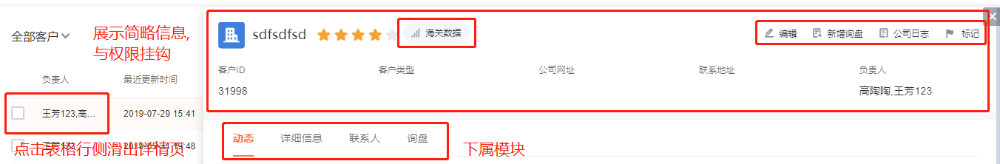 全部客户
展示简略信息,
与权限挂钩
负责人 最近更新时间
王芳123,高... 2019-07-29 15:41
王芳123
点击表格行侧滑出详情页
sdfsdfsd 海关数据
编辑 新增询盘 公司日志 标记
客户ID 客户类型 公司网址 联系地址 负责人
31998 高陶陶,王芳123
动态 详细信息 联系人 询盘
下属模块